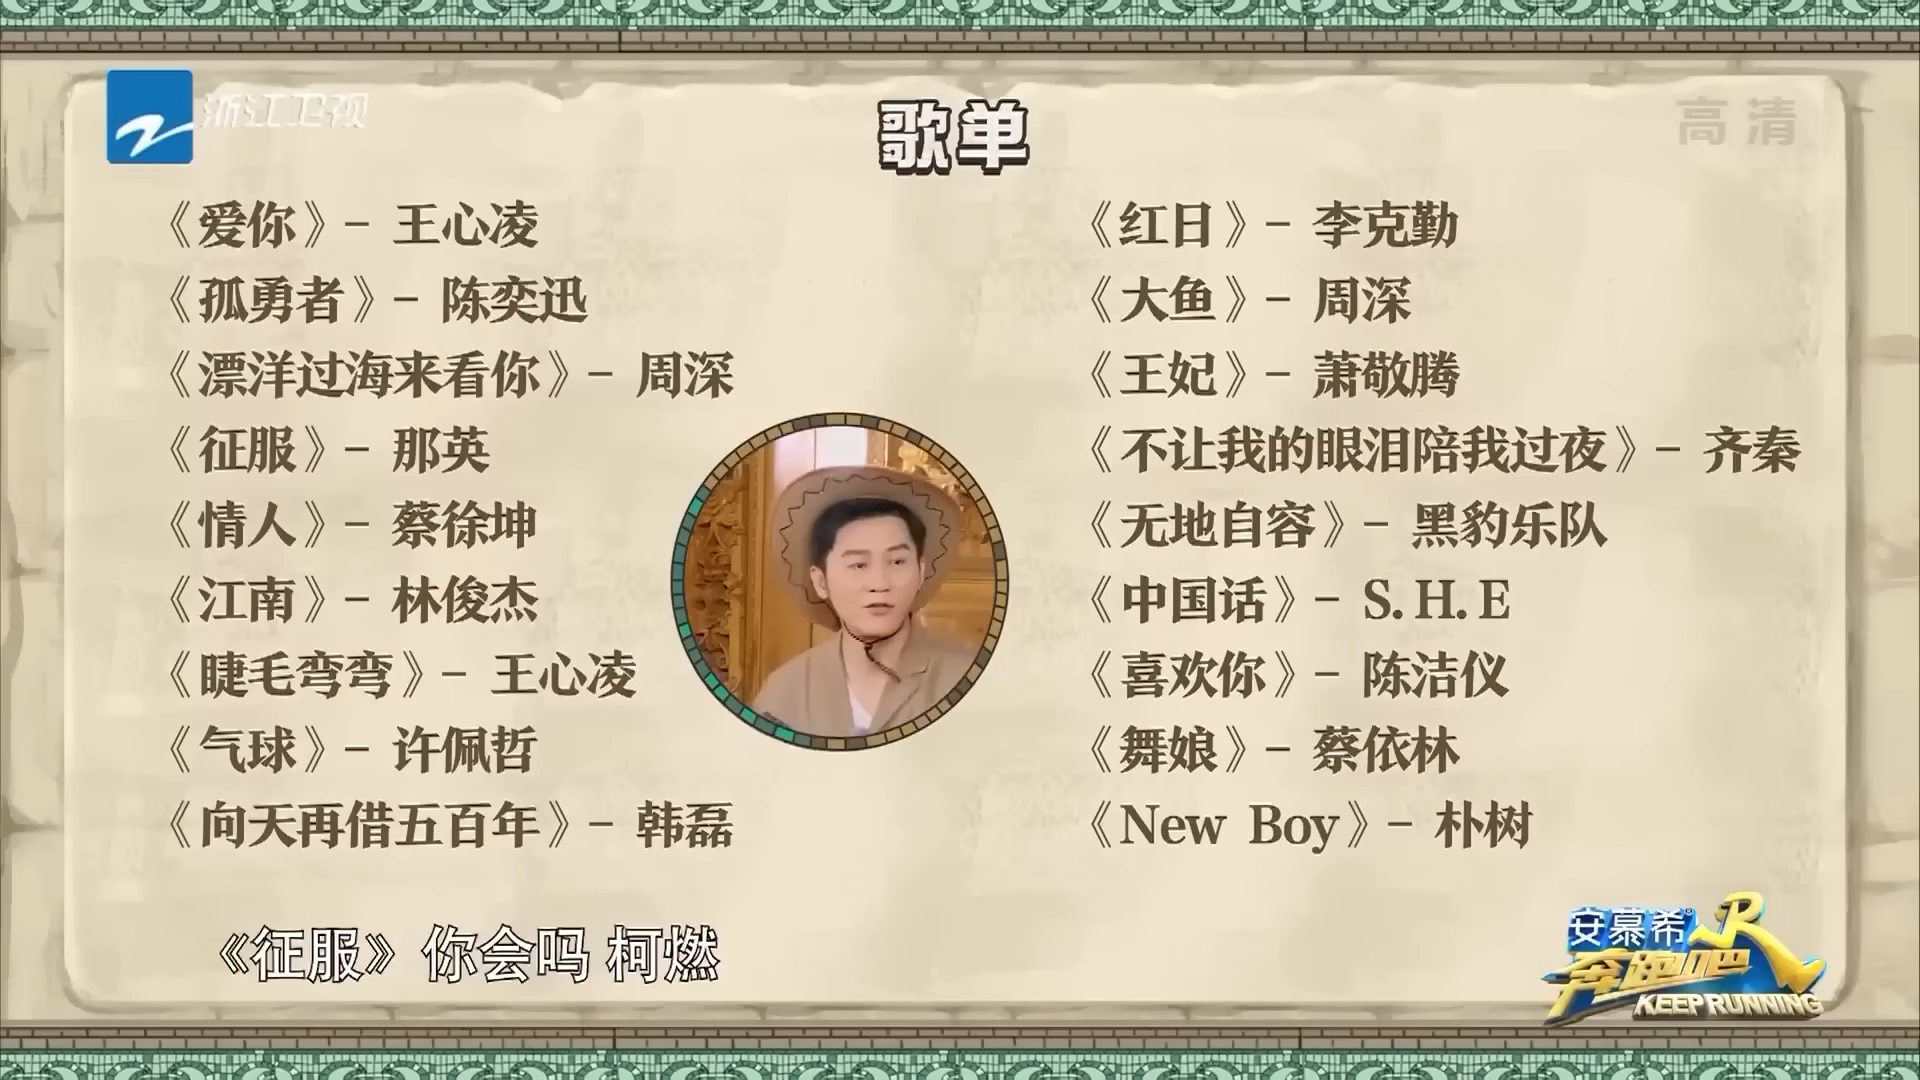 浙江卫视
高清
歌单
《爱你》- 王心凌
《孤勇者》- 陈奕迅
《漂洋过海来看你》- 周深
《征服》- 那英
《情人》- 蔡徐坤
《江南》- 林俊杰
《睫毛弯弯》- 王心凌
《气球》- 许佩哲
《向天再借五百年》- 韩磊
《红日》- 李克勤
《大鱼》- 周深
《王妃》- 萧敬腾
《不让我的眼泪陪我过夜》- 齐秦
《无地自容》- 黑豹乐队
《中国话》- S.H.E
《喜欢你》- 陈洁仪
《舞娘》- 蔡依林
《New Boy》- 朴树
《征服》你会吗 柯燃
安慕希
奔跑吧
KEEP RUNNING